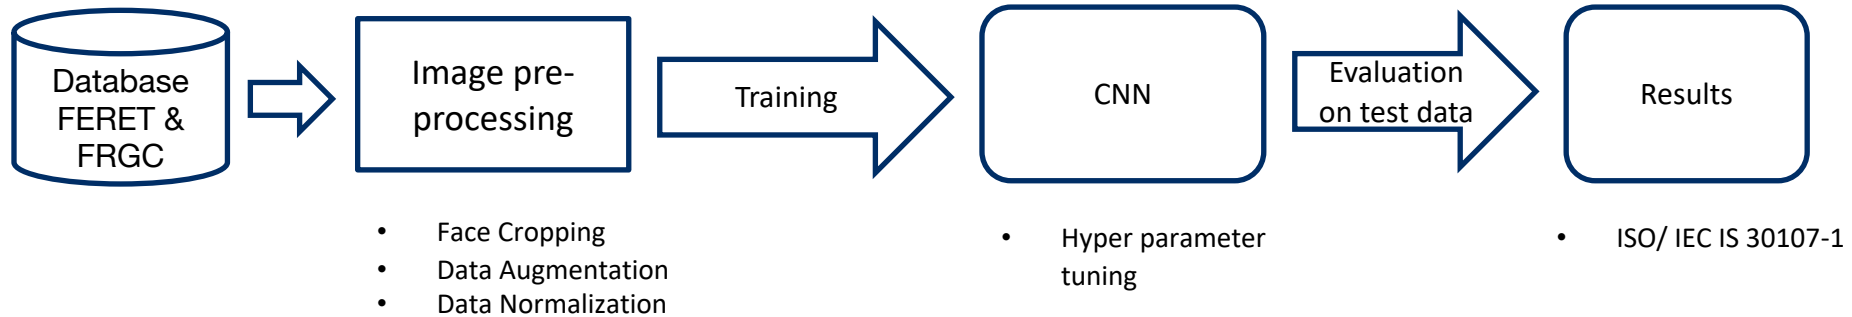 Database
FERET &
FRGC
Image pre-
processing
Training
CNN
Evaluation
on test data
Results
• Face Cropping
• Data Augmentation
• Data Normalization
• Hyper parameter
tuning
• ISO/ IEC IS 30107-1